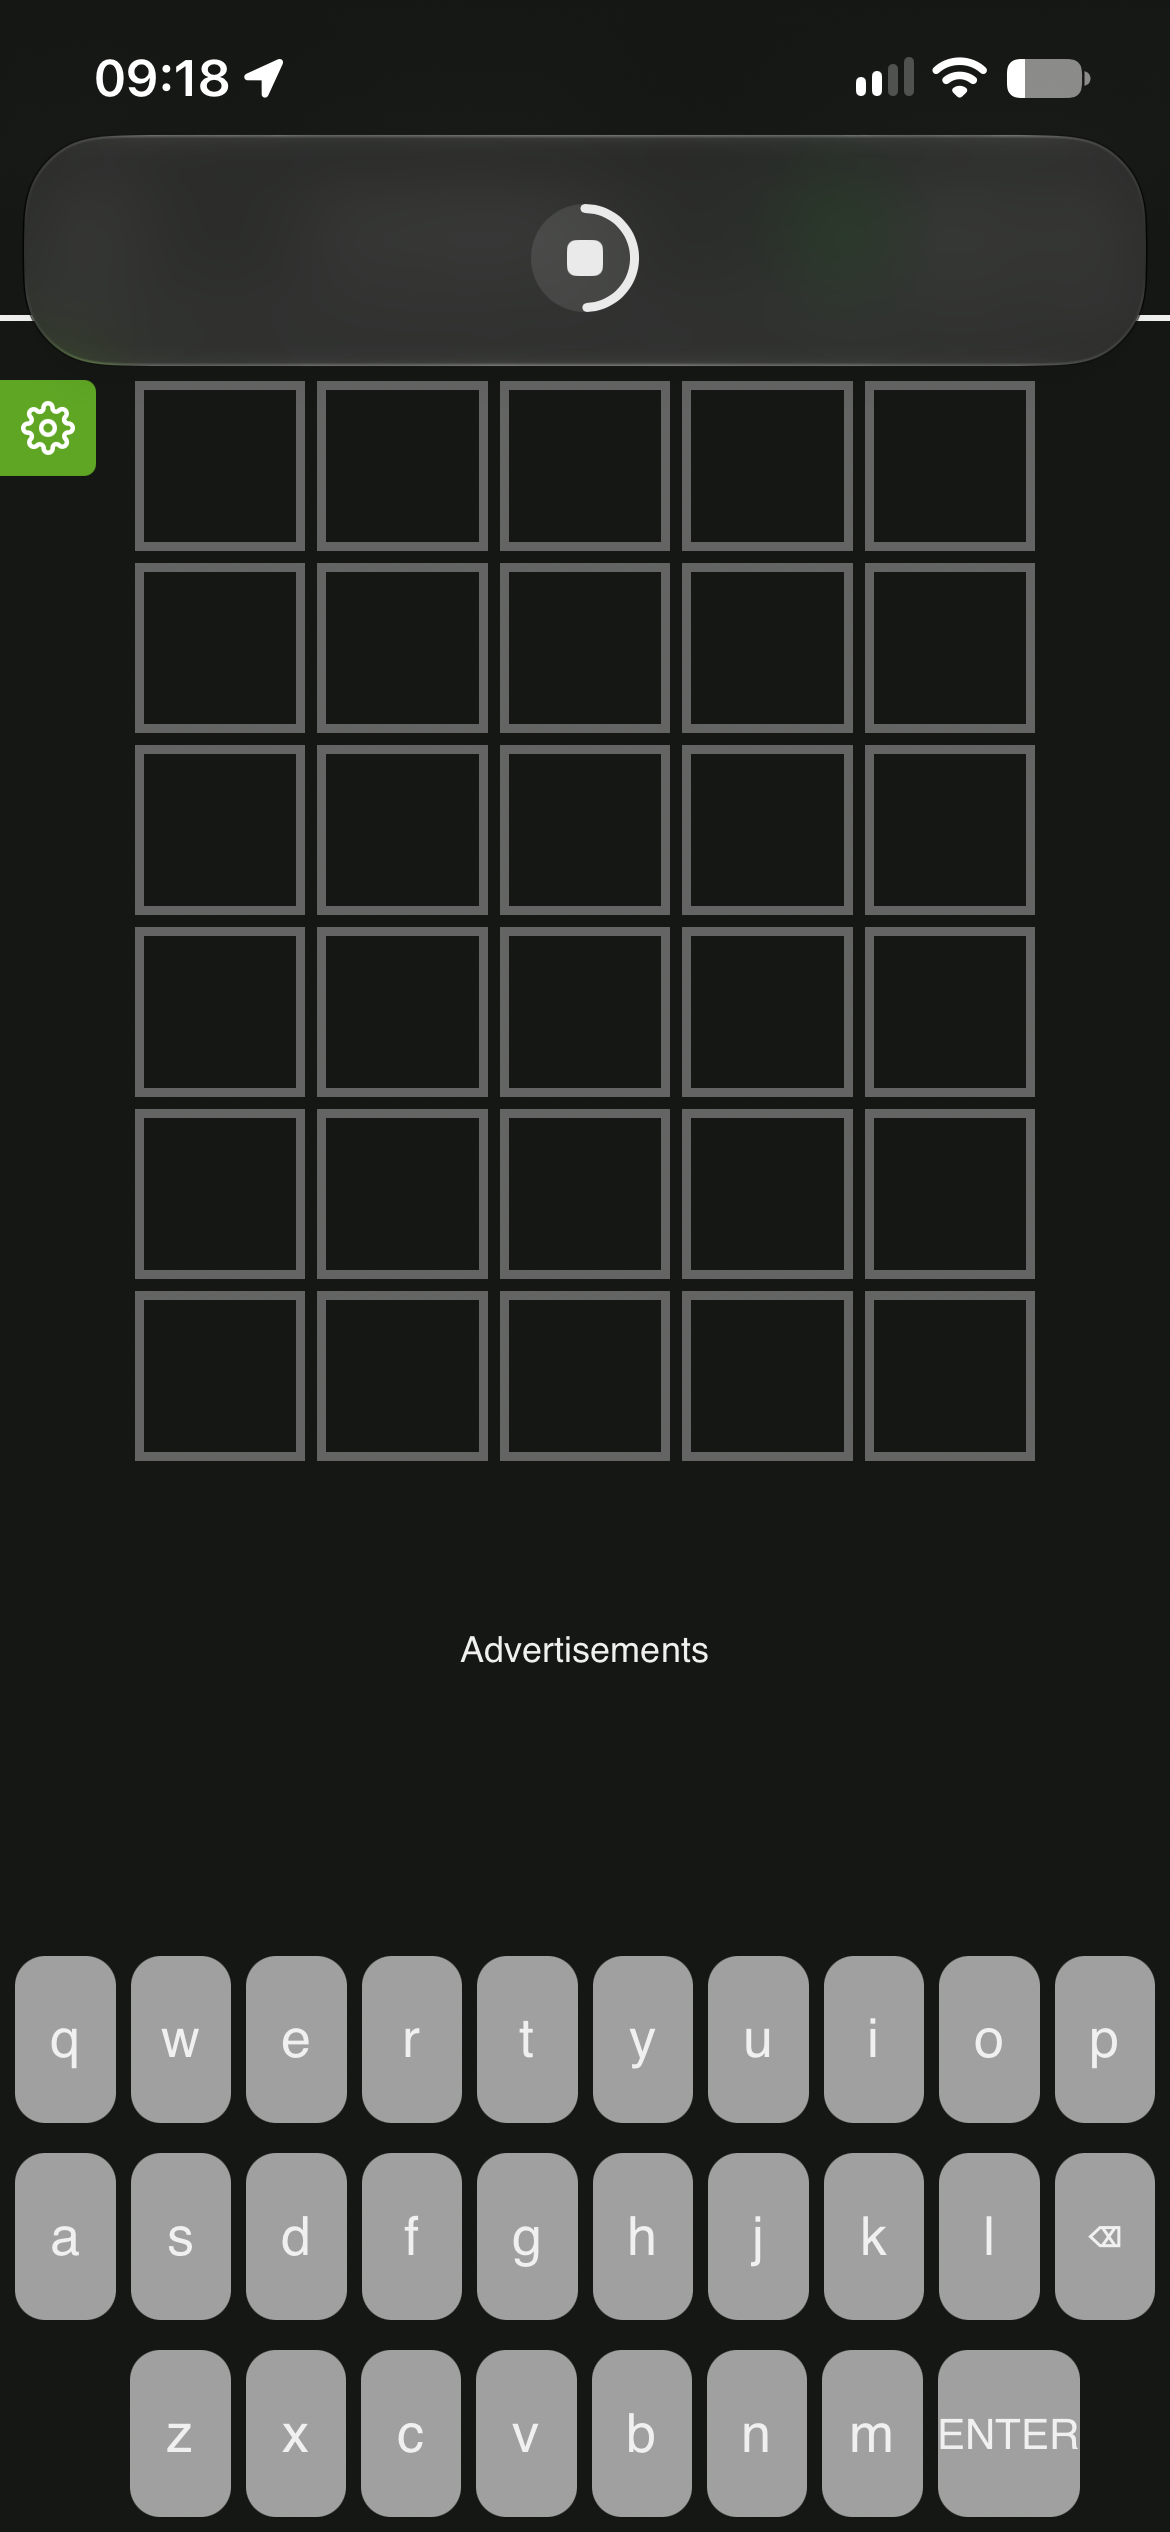 09:18
Advertisements
q w e r t y u i o p
a s d f g h j k l
z x c v b n m ENTER